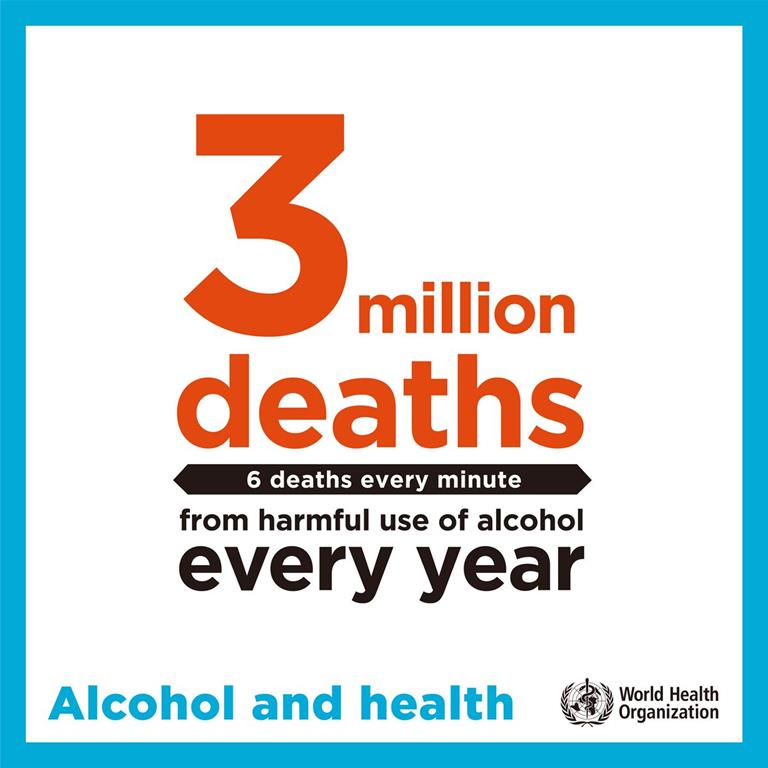 3 million
deaths
6 deaths every minute
from harmful use of alcohol
every year
Alcohol and health
World Health
Organization